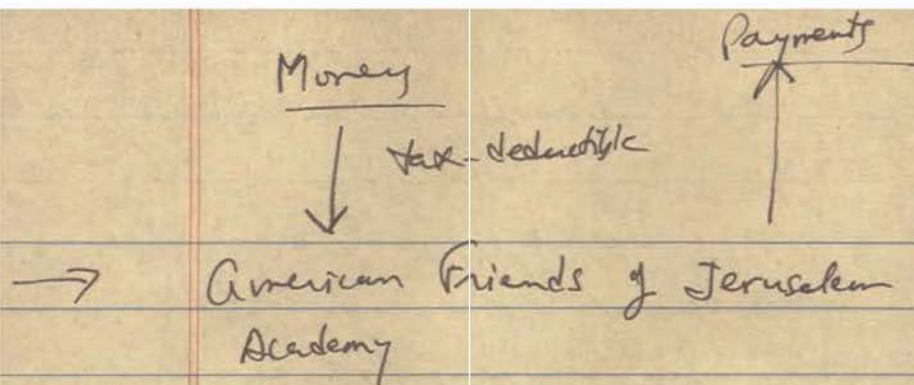 Payments
Money
tax-deductible
→ American Friends of Jerusalem
Academy